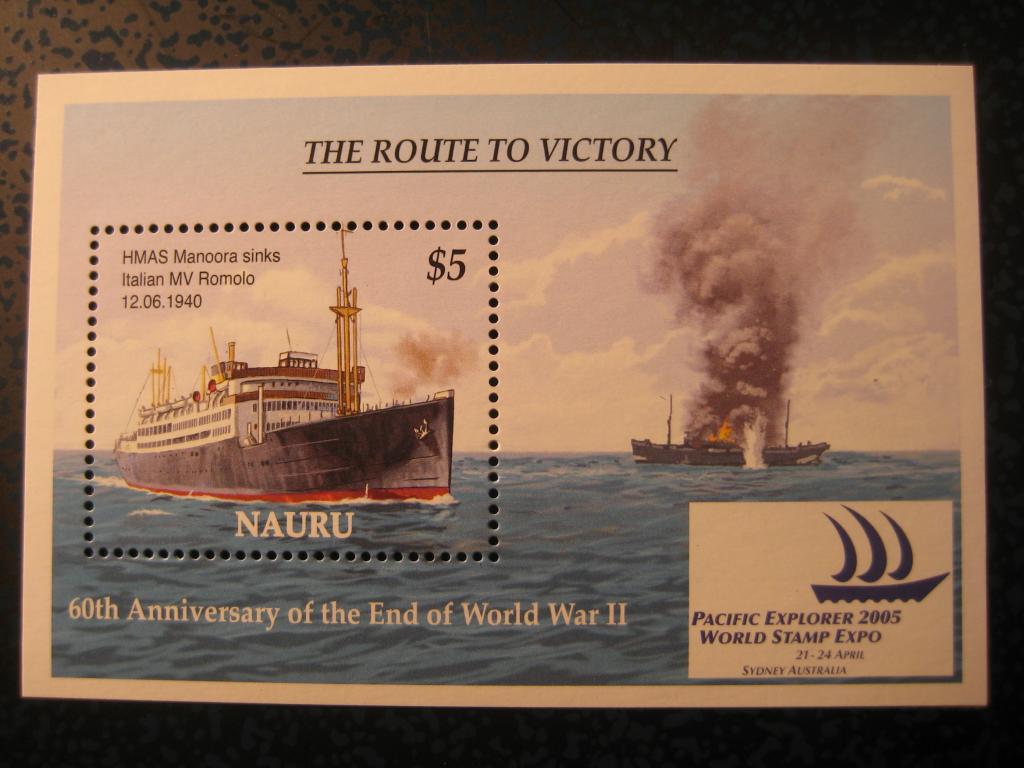 THE ROUTE TO VICTORY
HMAS Manoora sinks
Italian MV Romolo
12.06.1940
$5
NAURU
60th Anniversary of the End of World War II
PACIFIC EXPLORER 2005
WORLD STAMP EXPO
21-24 APRIL
SYDNEY AUSTRALIA